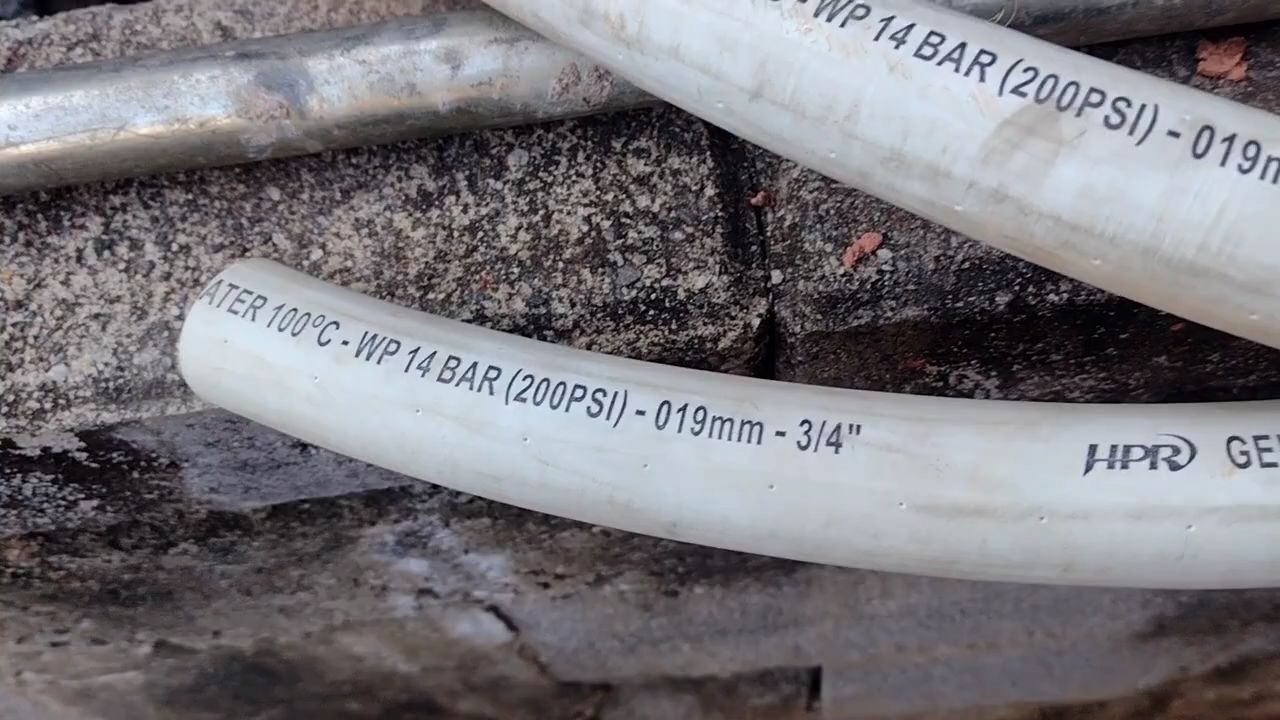 WP 14 BAR (200PSI) - 019m
ATER 100°C - WP 14 BAR (200PSI) - 019mm - 3/4" HPR GE